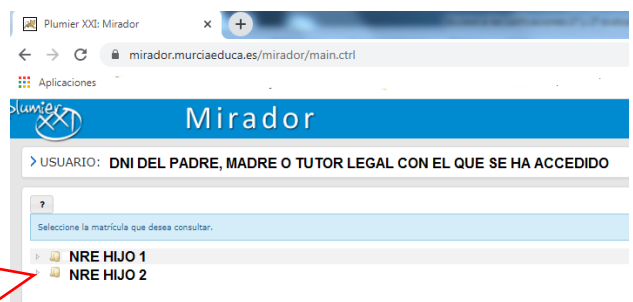 Plumier XXI: Mirador
mirador.murciaeduca.es/mirador/main.ctrl
Aplicaciones
plumier XXI
Mirador
USUARIO: DNI DEL PADRE, MADRE O TUTOR LEGAL CON EL QUE SE HA ACCEDIDO
?
Seleccione la matrícula que desea consultar.
NRE HIJO 1
NRE HIJO 2